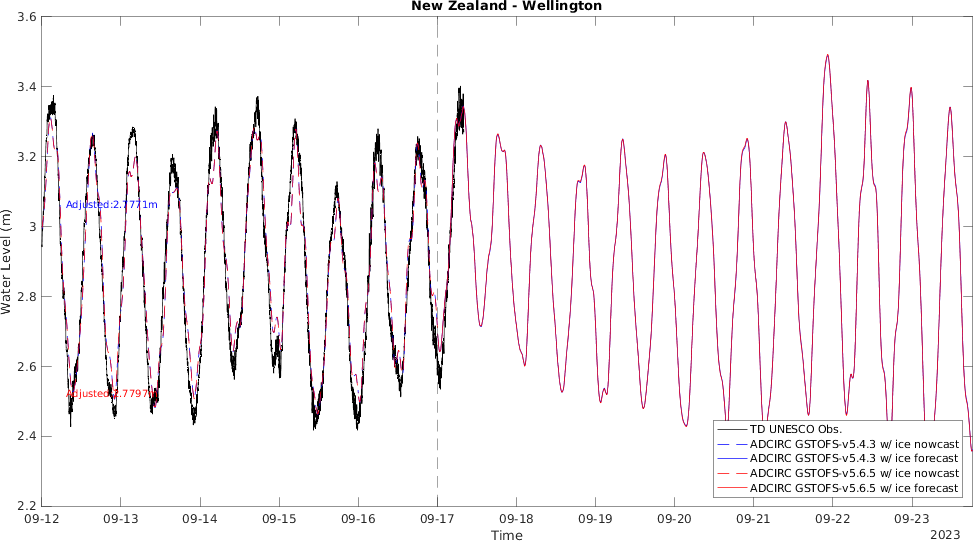 New Zealand - Wellington
3.6
3.4
3.2
3
2.8
2.6
2.4
2.2
Water Level (m)
Adjusted:2.7771m
Adjusted:2.7797
TD UNESCO Obs.
ADCIRC GSTOFS-v5.4.3 w/ ice nowcast
ADCIRC GSTOFS-v5.4.3 w/ ice forecast
ADCIRC GSTOFS-v5.6.5 w/ ice nowcast
ADCIRC GSTOFS-v5.6.5 w/ ice forecast
09-12 09-13 09-14 09-15 09-16 09-17 09-18 09-19 09-20 09-21 09-22 09-23
Time
2023